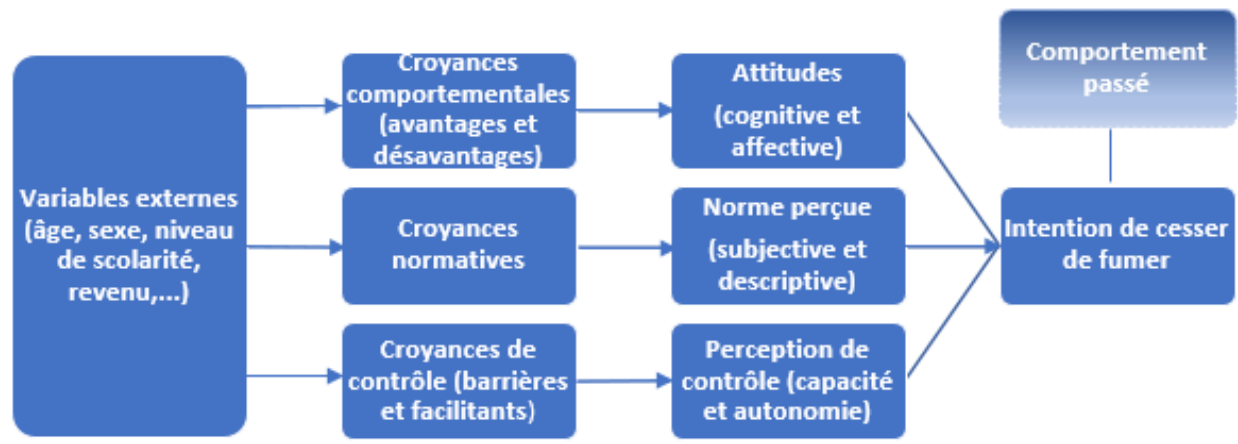 Variables externes
(âge, sexe, niveau
de scolarité,
revenu,...)
Croyances
comportementales
(avantages et
désavantages)
Croyances
normatives
Croyances de
contrôle (barrières
et facilitants)
Attitudes
(cognitive et
affective)
Norme perçue
(subjective et
descriptive)
Perception de
contrôle (capacité
et autonomie)
Comportement
passé
Intention de cesser
de fumer